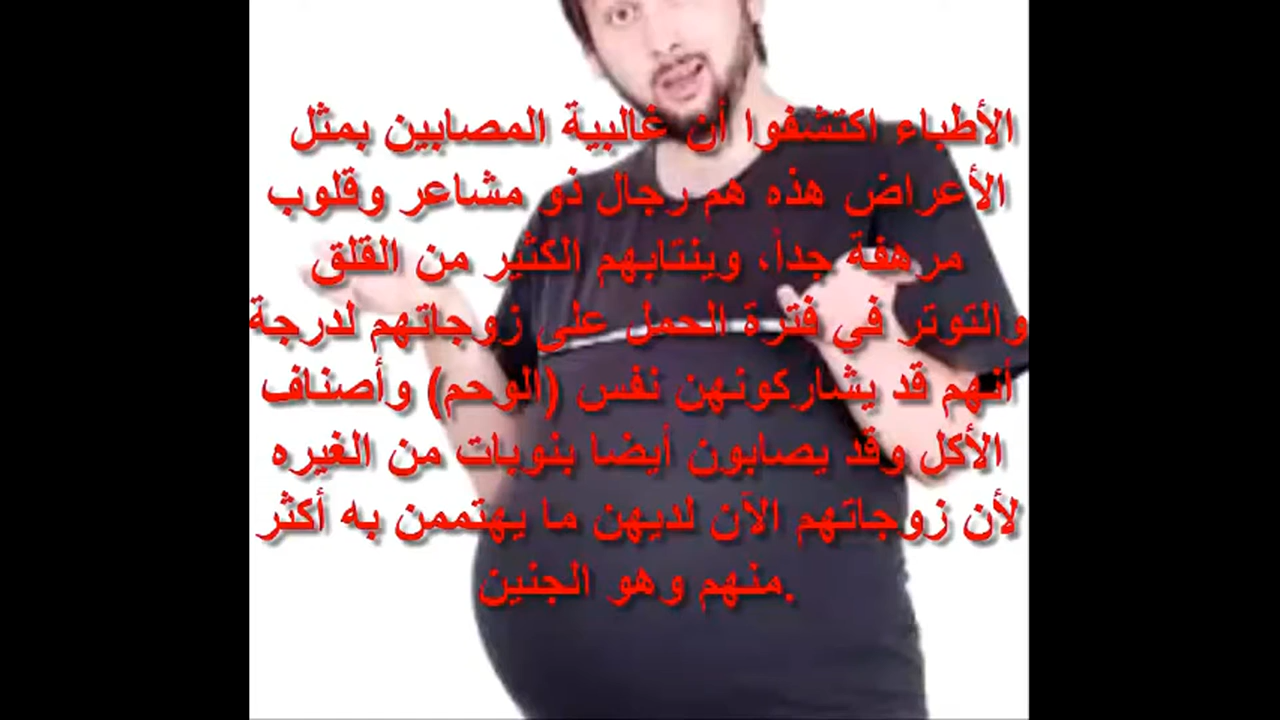 الأطباء اكتشفوا أن غالبية المصابين بمثل
الأعراض هذه هم رجال ذو مشاعر وقلوب
مرهفة جداً، وينتابهم الكثير من القلق
والتوتر في فترة الحمل على زوجاتهم لدرجة
أنهم قد يشاركونهن نفس (الوحم) وأصناف
الأكل وقد يصابون أيضا بنوبات من الغيره
لأن زوجاتهم الآن لديهن ما يهتممن به أكثر
منهم وهو الجنين.